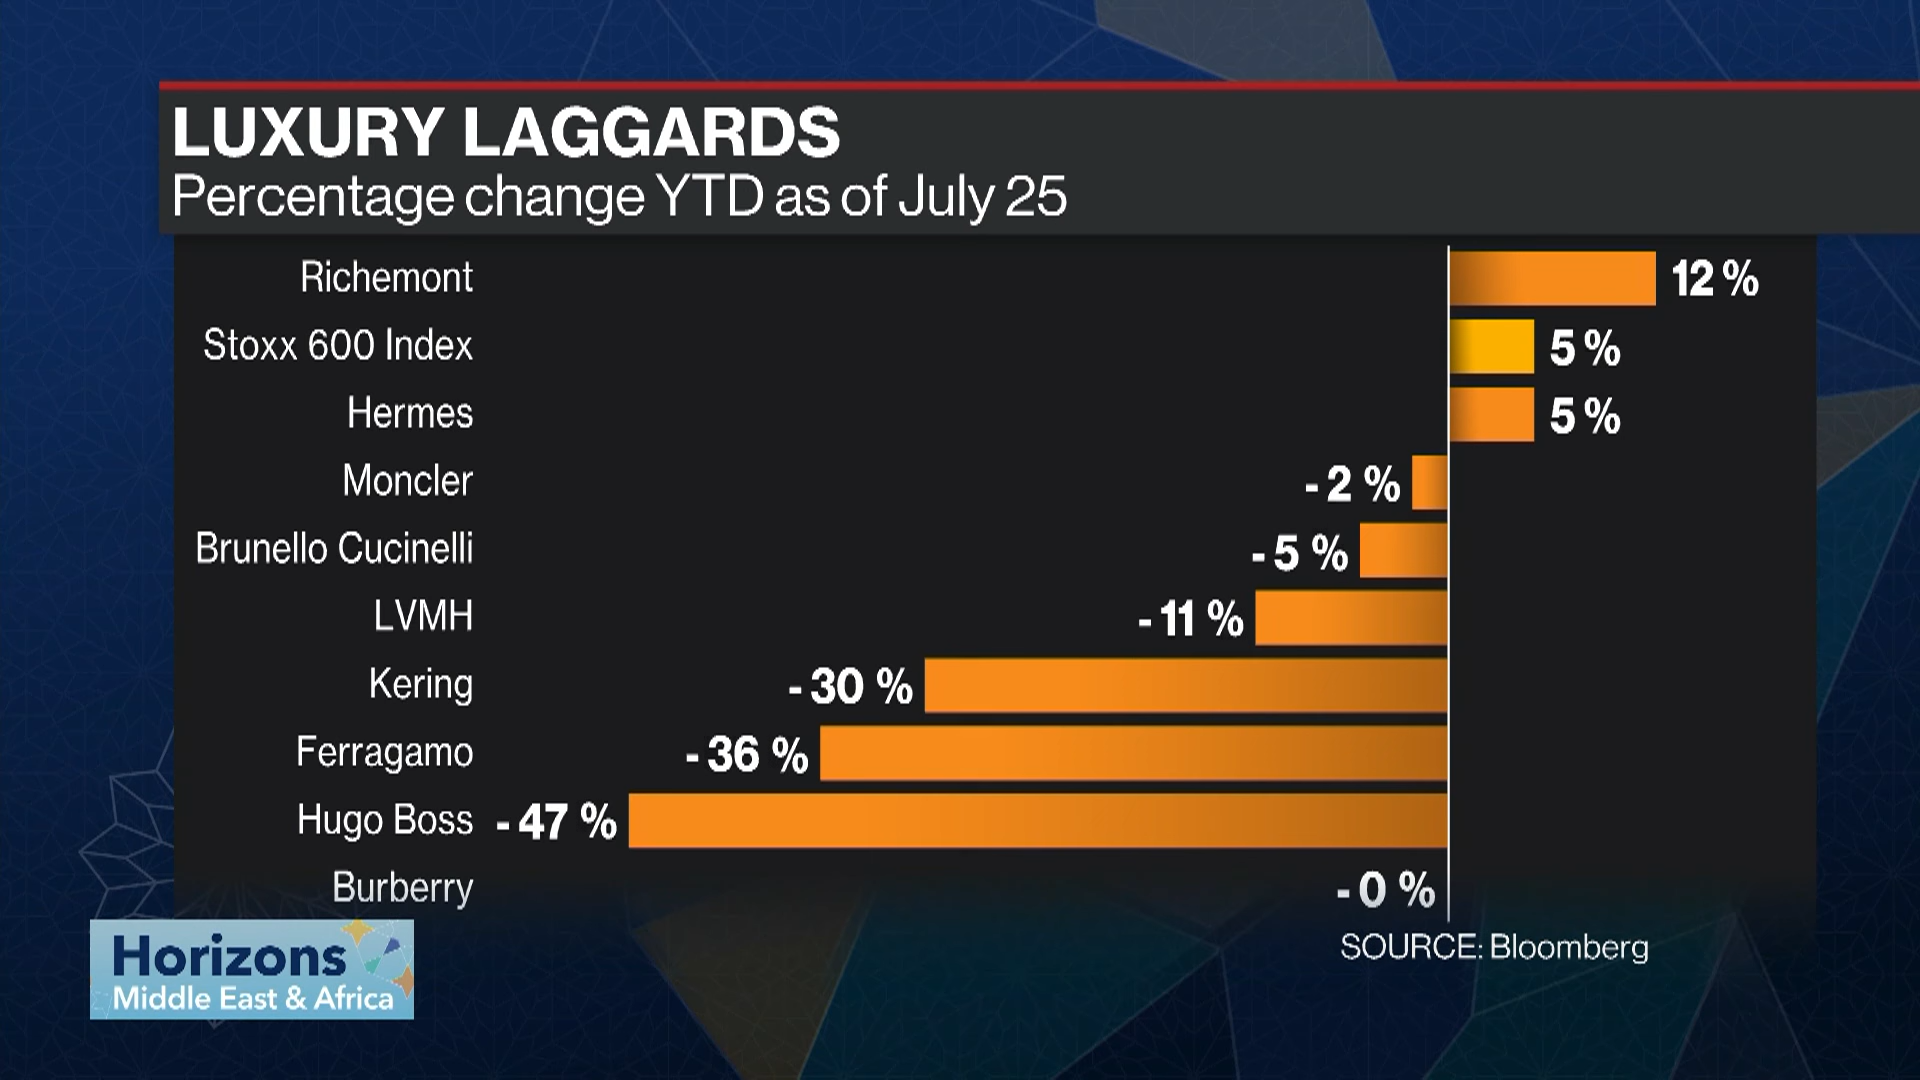 LUXURY LAGGARDS
Percentage change YTD as of July 25
Richemont 12 %
Stoxx 600 Index 5 %
Hermes 5 %
Moncler - 2 %
Brunello Cucinelli - 5 %
LVMH - 11 %
Kering - 30 %
Ferragamo - 36 %
Hugo Boss - 47 %
Burberry - 0 %
SOURCE: Bloomberg
Horizons
Middle East & Africa